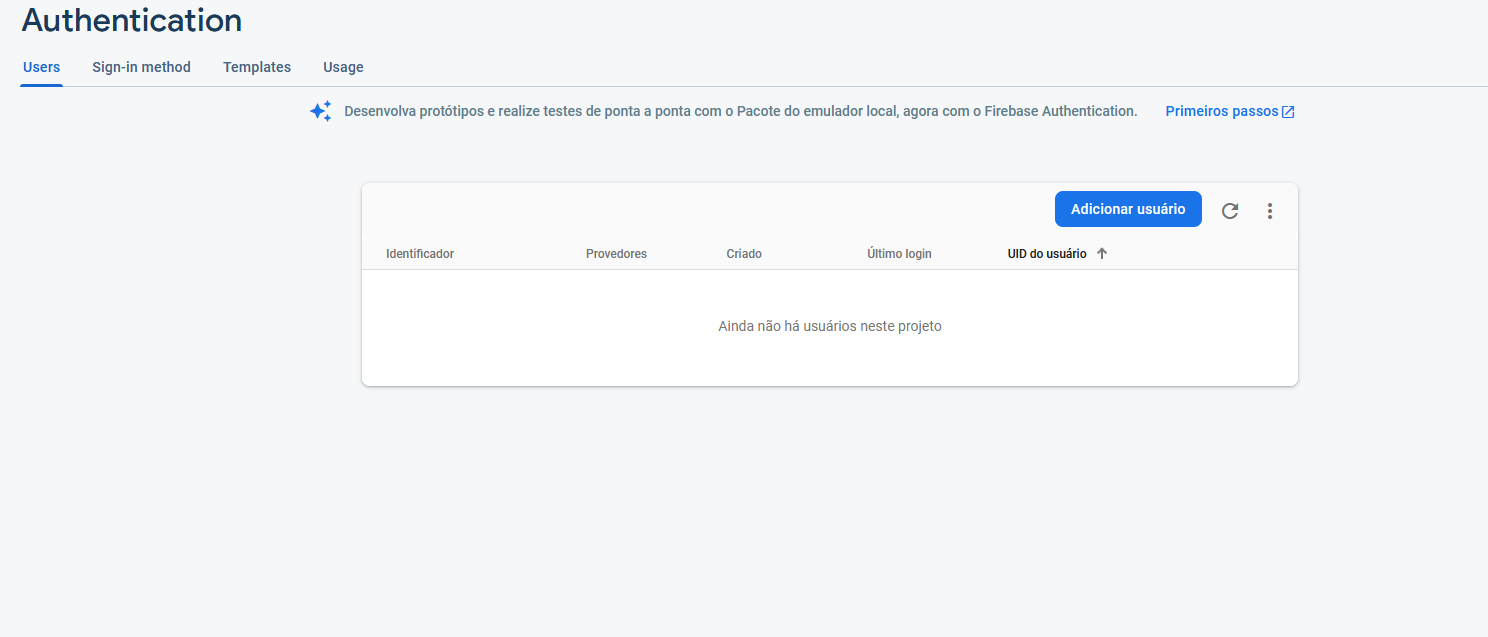 Authentication
Users Sign-in method Templates Usage
Desenvolva protótipos e realize testes de ponta a ponta com o Pacote do emulador local, agora com o Firebase Authentication. Primeiros passos
Adicionar usuário
Identificador Provedores Criado Último login UID do usuário
Ainda não há usuários neste projeto